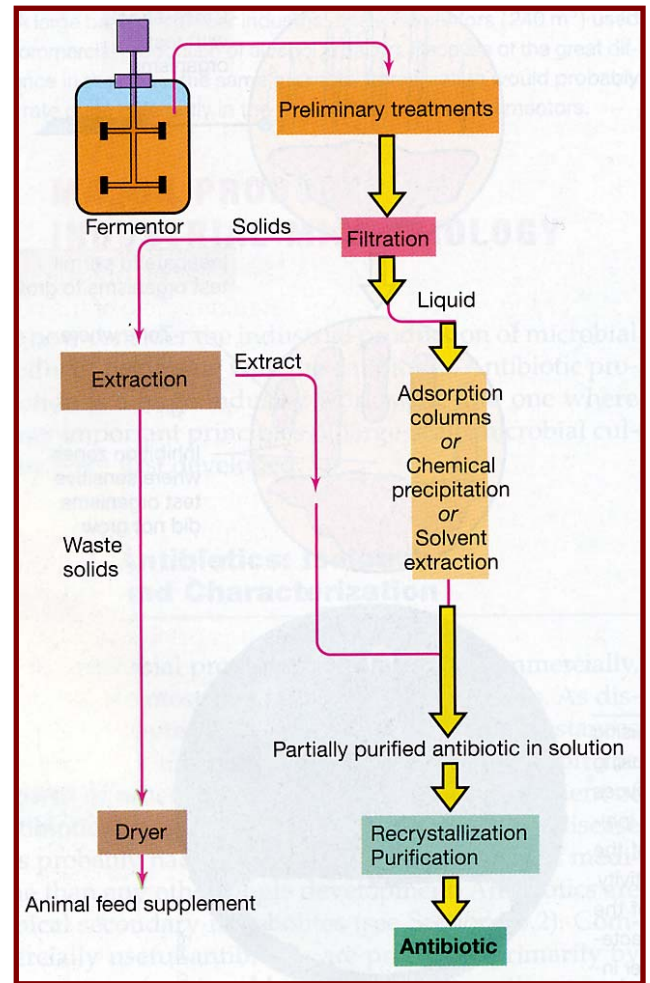 Preliminary treatments
Fermentor
Solids
Filtration
Liquid
Extraction
Extract
Adsorption
columns
or
Chemical
precipitation
or
Solvent
extraction
Waste
solids
Partially purified antibiotic in solution
Dryer
Recrystallization
Purification
Animal feed supplement
Antibiotic